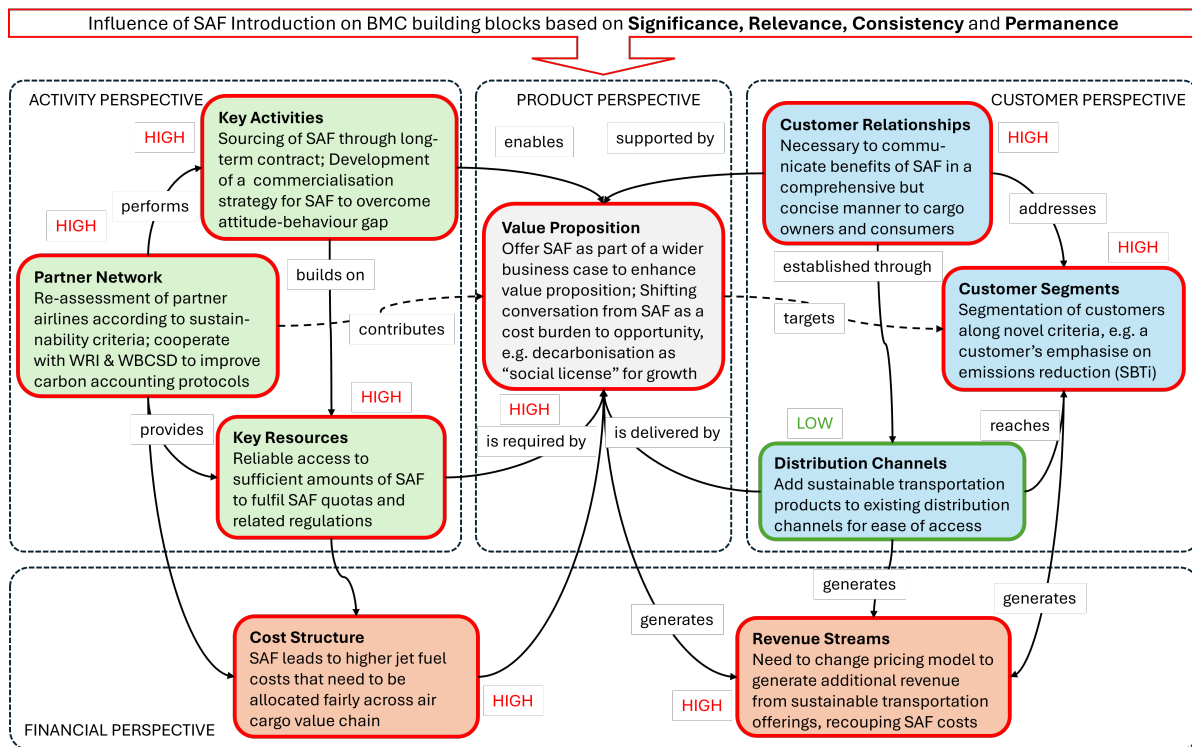 Influence of SAF Introduction on BMC building blocks based on Significance, Relevance, Consistency and Permanence
ACTIVITY PERSPECTIVE
HIGH
Key Activities
Sourcing of SAF through long-
term contract; Development
of a commercialisation
strategy for SAF to overcome
attitude-behaviour gap
performs
HIGH
Partner Network
Re-assessment of partner
airlines according to sustain-
nability criteria; cooperate
with WRI & WBCSD to improve
carbon accounting protocols
builds on
contributes
provides
HIGH
Key Resources
Reliable access to
sufficient amounts of SAF
to fulfil SAF quotas and
related regulations
PRODUCT PERSPECTIVE
enables
supported by
Value Proposition
Offer SAF as part of a wider
business case to enhance
value proposition; Shifting
conversation from SAF as a
cost burden to opportunity,
e.g. decarbonisation as
“social license” for growth
HIGH
is required by
is delivered by
CUSTOMER PERSPECTIVE
Customer Relationships
Necessary to commu-
nicate benefits of SAF in a
comprehensive but
concise manner to cargo
owners and consumers
HIGH
addresses
HIGH
established through
targets
Customer Segments
Segmentation of customers
along novel criteria, e.g. a
customer’s emphasise on
emissions reduction (SBTi)
LOW
reaches
Distribution Channels
Add sustainable transportation
products to existing distribution
channels for ease of access
generates
generates
generates
Cost Structure
SAF leads to higher jet fuel
costs that need to be
allocated fairly across air
cargo value chain
HIGH
Revenue Streams
Need to change pricing model to
generate additional revenue
from sustainable transportation
offerings, recouping SAF costs
HIGH
FINANCIAL PERSPECTIVE